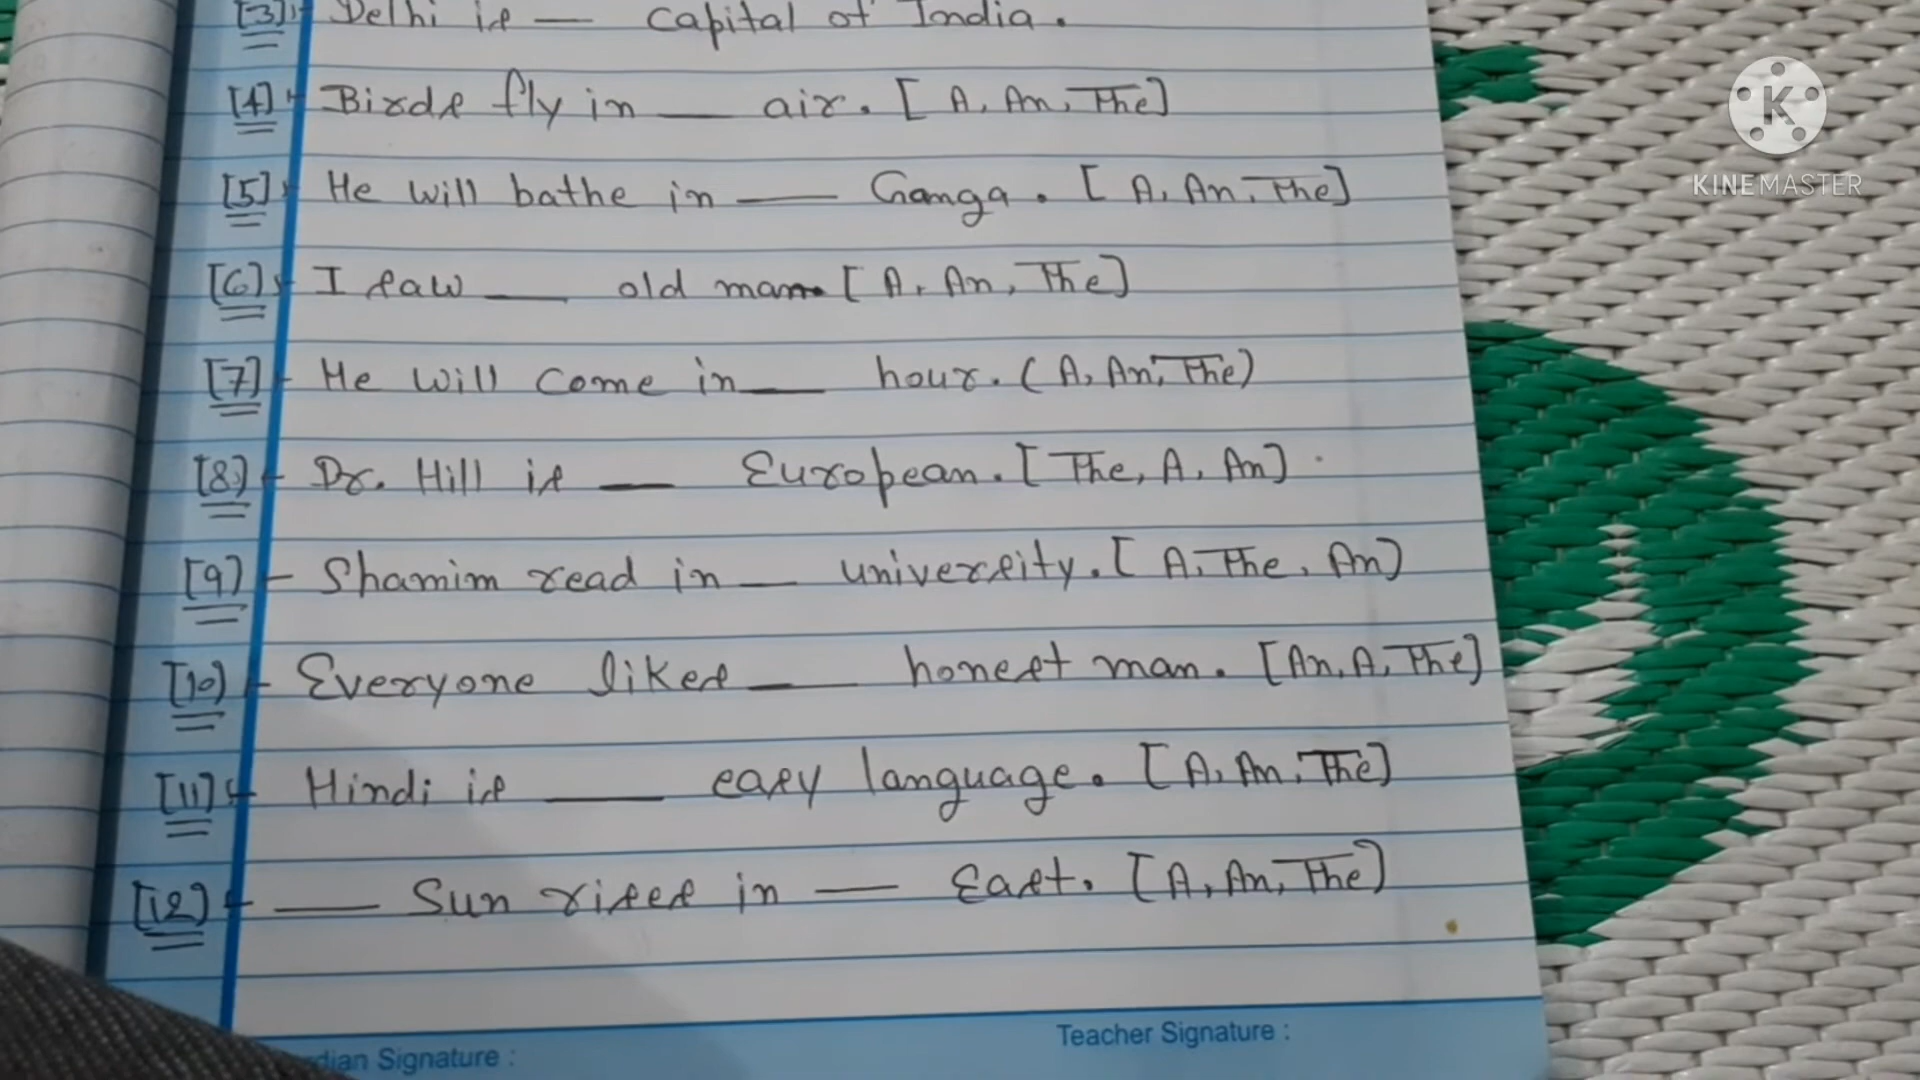 [3]:- Delhi is — Capital of India.
[4]:- Birds fly in — air. [A, An, The]
[5]:- He will bathe in — Ganga. [A, An, The]
[6]:- I saw — old man. [A, An, The]
[7]:- He will come in — hour. (A, An, The)
[8]:- Dr. Hill is — European. [The, A, An]
[9]:- Shamim read in — university. [A, The, An]
[10]:- Everyone likes — honest man. [An, A, The]
[11]:- Hindi is — easy language. [A, An, The]
[12]:- — Sun rises in — East. [A, An, The]
Teacher Signature :
dian Signature :
K
KINEMASTER